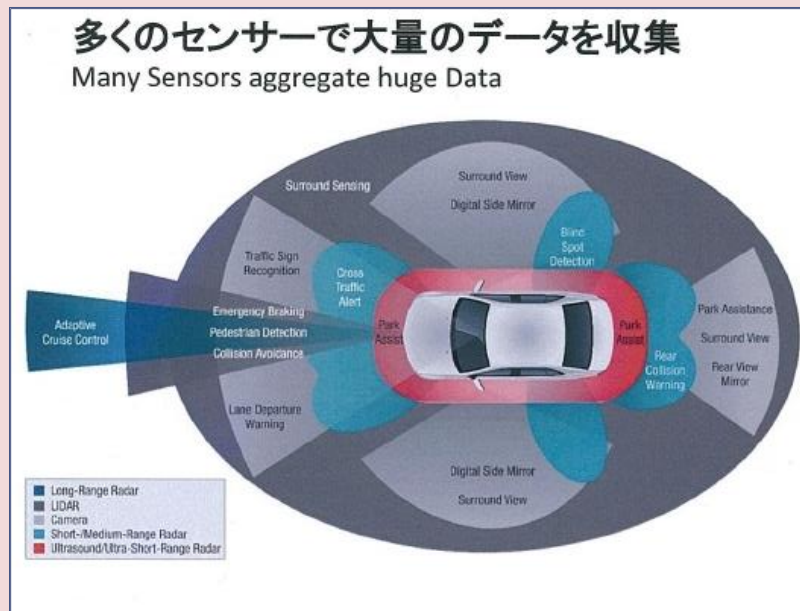 多くのセンサーで大量のデータを収集
Many Sensors aggregate huge Data
Surround Sensing
Surround View
Digital Side Mirror
Blind
Spot
Detection
Traffic Sign
Recognition
Cross
Traffic
Alert
Adaptive
Cruise Control
Emergency Braking
Pedestrian Detection
Collision Avoidance
Park
Assist
Park
Assist
Park Assistance
Surround View
Rear View
Mirror
Rear
Collision
Warning
Lane Departure
Warning
Digital Side Mirror
Surround View
Long-Range Radar
LIDAR
Camera
Short-/Medium-Range Radar
Ultrasound/Ultra-Short-Range Radar